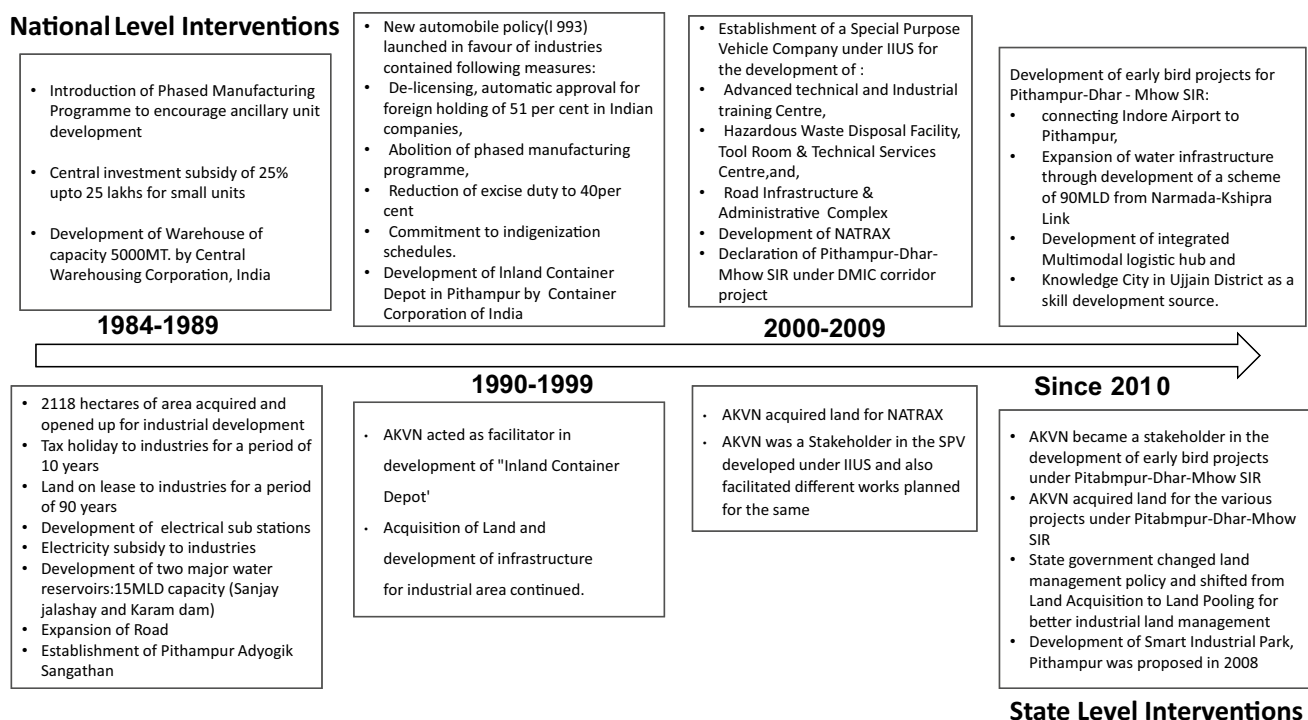 National Level Interventions
• Introduction of Phased Manufacturing
Programme to encourage ancillary unit
development
• Central investment subsidy of 25%
upto 25 lakhs for small units
• Development of Warehouse of
capacity 5000MT. by Central
Warehousing Corporation, India
1984-1989
• New automobile policy(l 993)
launched in favour of industries
contained following measures:
• De-licensing, automatic approval for
foreign holding of 51 per cent in Indian
companies,
• Abolition of phased manufacturing
programme,
• Reduction of excise duty to 40per
cent
• Commitment to indigenization
schedules.
• Development of lnland Container
Depot in Pithampur by Container
Corporation of India
• Establishment of a Special Purpose
Vehicle Company under IIUS for
the development of :
• Advanced technical and Industrial
training Centre,
• Hazardous Waste Disposal Facility,
Tool Room & Technical Services
Centre,and,
• Road Infrastructure &
Administrative Complex
• Development of NATRAX
• Declaration of Pithampur-Dhar-
Mhow SIR under DMIC corridor
project
2000-2009
Development of early bird projects for
Pithampur-Dhar - Mhow SIR:
• connecting Indore Airport to
Pithampur,
• Expansion of water infrastructure
through development of a scheme
of 90MLD from Narmada-Kshipra
Link
• Development of integrated
Multimodal logistic hub and
• Knowledge City in Ujjain District as a
skill development source.
1990-1999
Since 2010
• 2118 hectares of area acquired and
opened up for industrial development
• Tax holiday to industries for a period of
10 years
• Land on lease to industries for a period
of 90 years
• Development of electrical sub stations
• Electricity subsidy to industries
• Development of two major water
reservoirs:15MLD capacity (Sanjay
jalashay and Karam dam)
• Expansion of Road
• Establishment of Pithampur Adyogik
Sangathan
• AKVN acted as facilitator in
development of "Inland Container
Depot'
• Acquisition of Land and
development of infrastructure
for industrial area continued.
• AKVN acquired land for NATRAX
• AKVN was a Stakeholder in the SPV
developed under IIUS and also
facilitated different works planned
for the same
• AKVN became a stakeholder in the
development of early bird projects
under Pitabmpur-Dhar-Mhow SIR
• AKVN acquired land for the various
projects under Pitabmpur-Dhar-Mhow
SIR
• State government changed land
management policy and shifted from
Land Acquisition to Land Pooling for
better industrial land management
• Development of Smart Industrial Park,
Pithampur was proposed in 2008
State Level Interventions